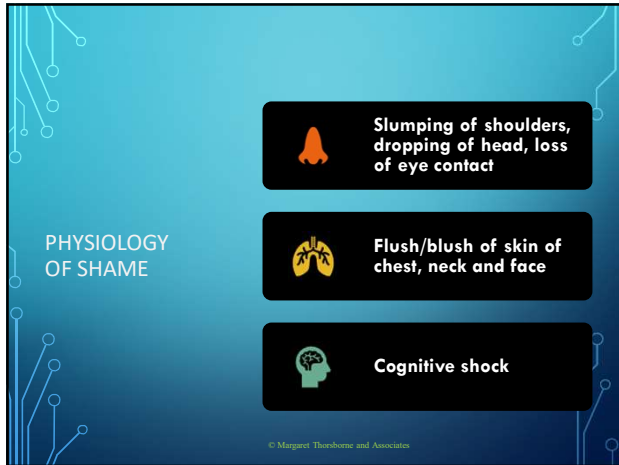 PHYSIOLOGY
OF SHAME
Slumping of shoulders,
dropping of head, loss
of eye contact
Flush/blush of skin of
chest, neck and face
Cognitive shock
© Margaret Thorsborne and Associates